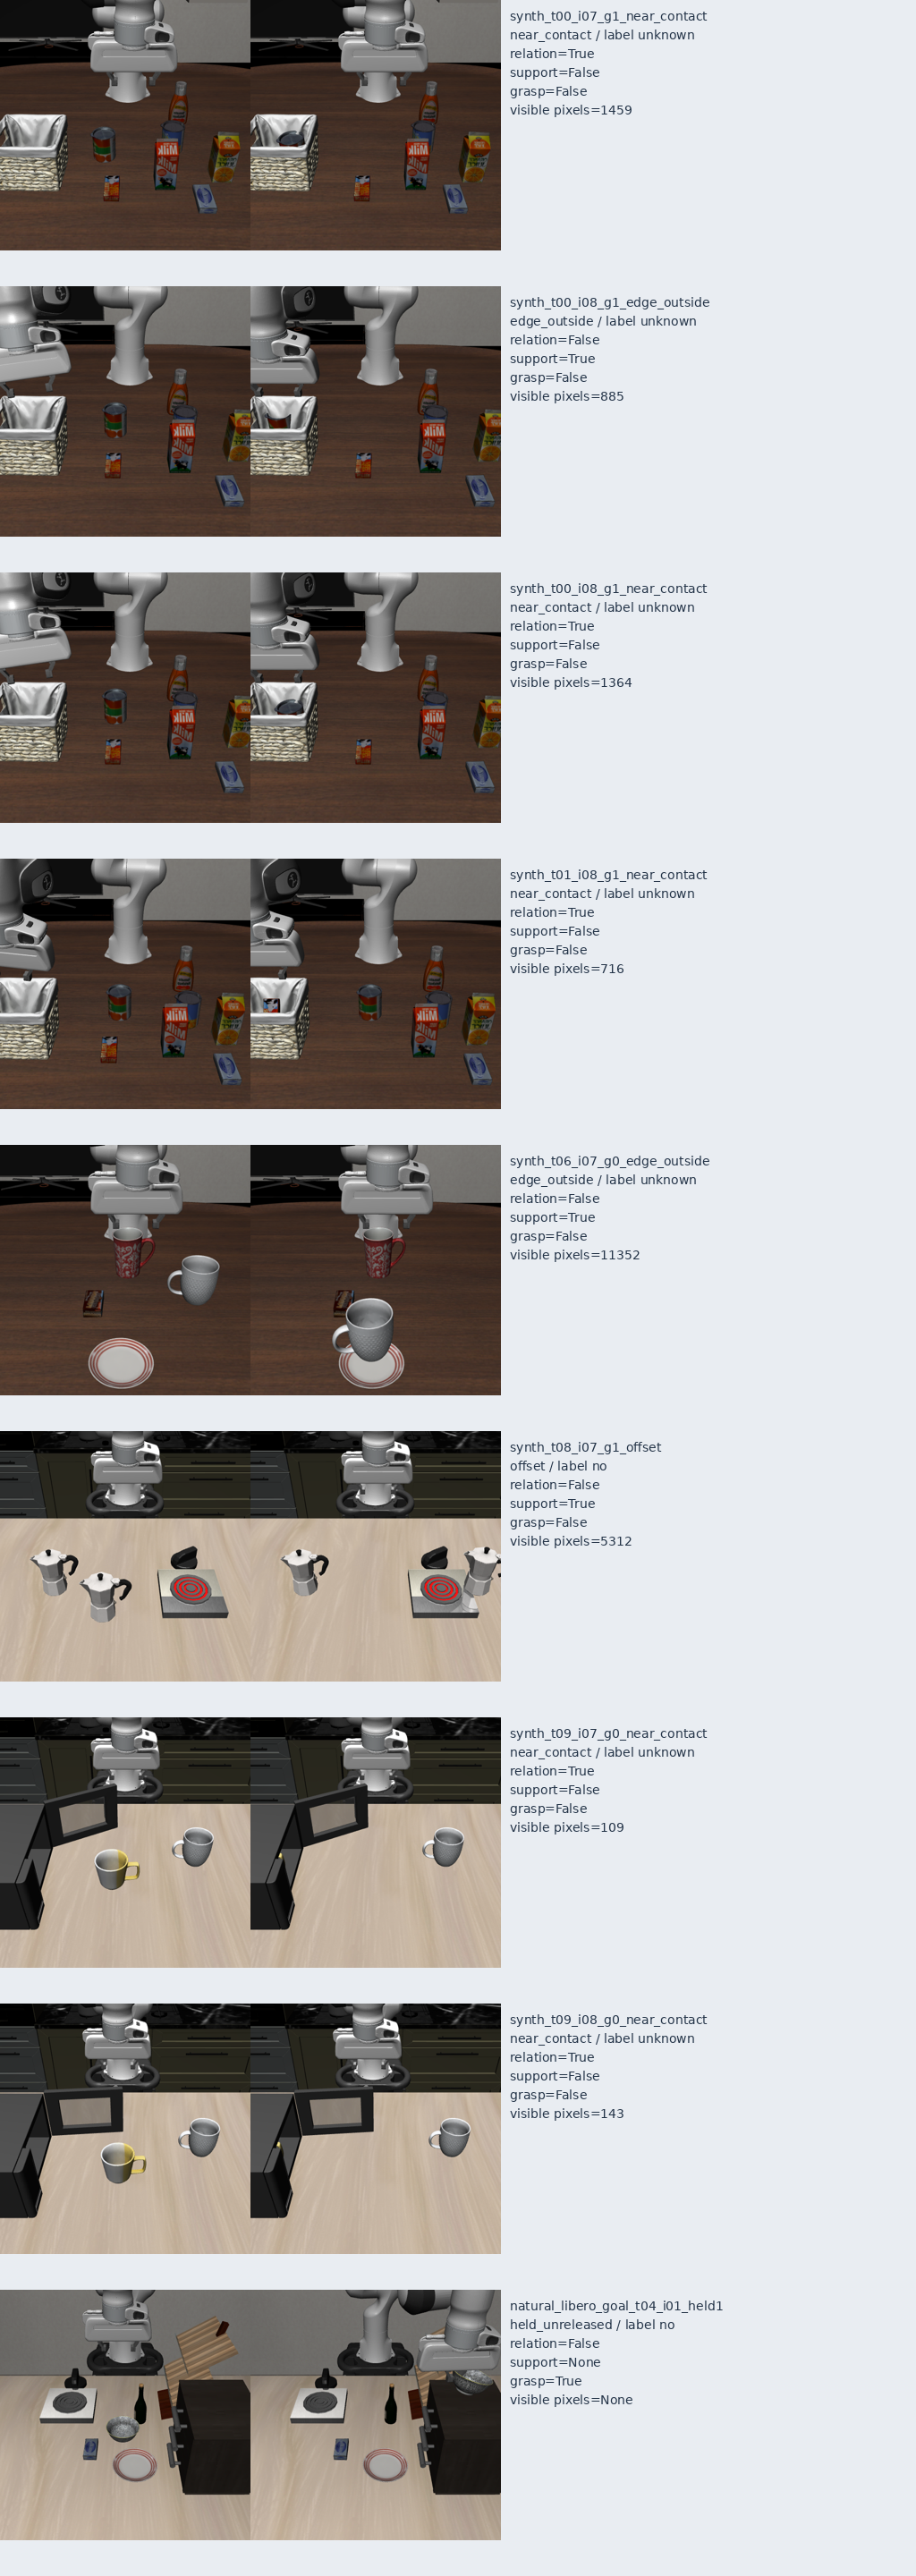 synth_t00_i07_g1_near_contact
near_contact / label unknown
relation=True
support=False
grasp=False
visible pixels=1459
synth_t00_i08_g1_edge_outside
edge_outside / label unknown
relation=False
support=True
grasp=False
visible pixels=885
synth_t00_i08_g1_near_contact
near_contact / label unknown
relation=True
support=False
grasp=False
visible pixels=1364
synth_t01_i08_g1_near_contact
near_contact / label unknown
relation=True
support=False
grasp=False
visible pixels=716
synth_t06_i07_g0_edge_outside
edge_outside / label unknown
relation=False
support=True
grasp=False
visible pixels=11352
synth_t08_i07_g1_offset
offset / label no
relation=False
support=True
grasp=False
visible pixels=5312
synth_t09_i07_g0_near_contact
near_contact / label unknown
relation=True
support=False
grasp=False
visible pixels=109
synth_t09_i08_g0_near_contact
near_contact / label unknown
relation=True
support=False
grasp=False
visible pixels=143
natural_libero_goal_t04_i01_held1
held_unreleased / label no
relation=False
support=None
grasp=True
visible pixels=None